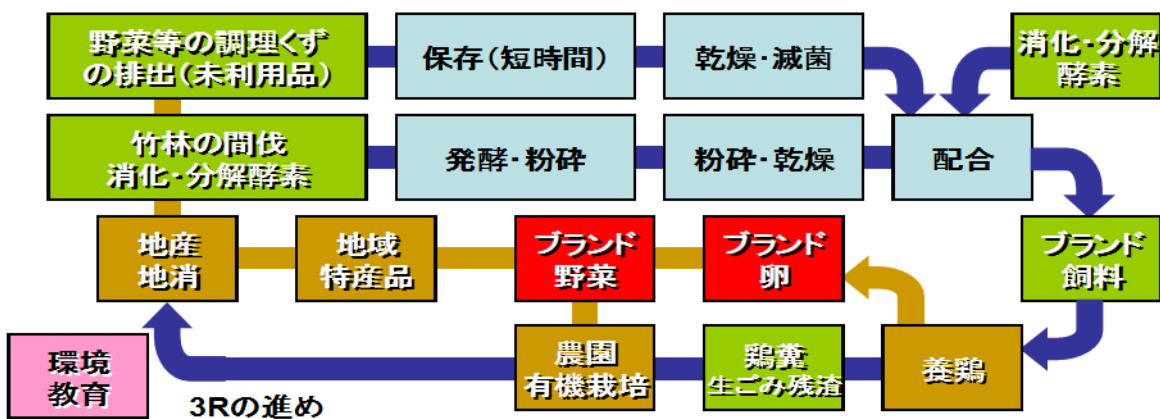 野菜等の調理くず
の排出(未利用品)
保存(短時間)
乾燥・滅菌
消化・分解
酵素
竹林の間伐
消化・分解酵素
発酵・粉砕
粉砕・乾燥
配合
地産
地消
地域
特産品
ブランド
野菜
ブランド
卵
ブランド
飼料
環境
教育
3Rの進め
農園
有機栽培
鶏糞
生ごみ残渣
養鶏